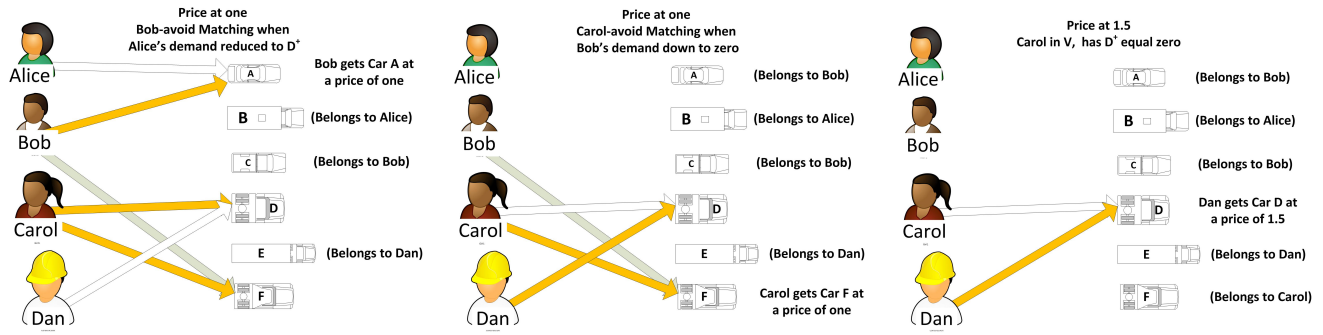 Price at one
Bob-avoid Matching when
Alice's demand reduced to D⁺
Alice
A
Bob gets Car A at
a price of one
Bob
B
(Belongs to Alice)
C
(Belongs to Bob)
Carol
D
E
(Belongs to Dan)
Dan
F
Price at one
Carol-avoid Matching when
Bob's demand down to zero
Alice
A
(Belongs to Bob)
Bob
B
(Belongs to Alice)
C
(Belongs to Bob)
Carol
D
E
(Belongs to Dan)
Dan
F
Carol gets Car F at
a price of one
Price at 1.5
Carol in V, has D⁺ equal zero
Alice
A
(Belongs to Bob)
Bob
B
(Belongs to Alice)
C
(Belongs to Bob)
Carol
D
Dan gets Car D at
a price of 1.5
E
(Belongs to Dan)
Dan
F
(Belongs to Carol)